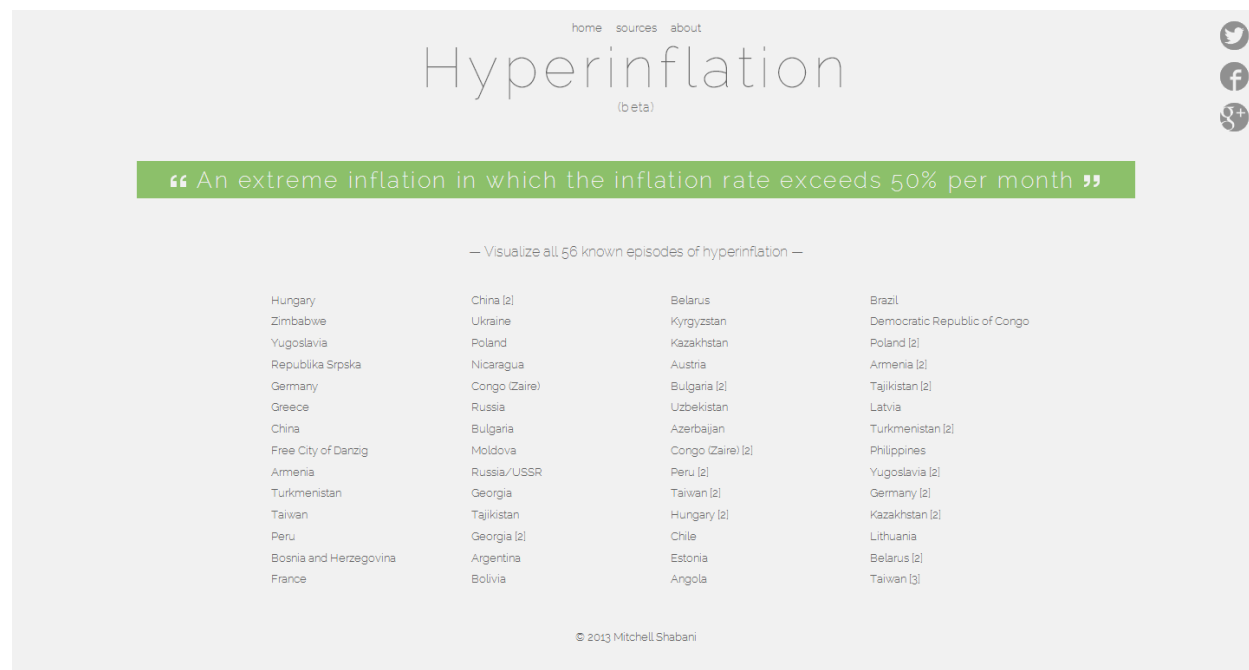 home sources about
Hyperinflation
(beta)
“ An extreme inflation in which the inflation rate exceeds 50% per month ”
— Visualize all 56 known episodes of hyperinflation —
Hungary China [2] Belarus Brazil
Zimbabwe Ukraine Kyrgyzstan Democratic Republic of Congo
Yugoslavia Poland Kazakhstan Poland [2]
Republika Srpska Nicaragua Austria Armenia [2]
Germany Congo (Zaire) Bulgaria [2] Tajikistan [2]
Greece Russia Uzbekistan Latvia
China Bulgaria Azerbaijan Turkmenistan [2]
Free City of Danzig Moldova Congo (Zaire) [2] Philippines
Armenia Russia/USSR Peru [2] Yugoslavia [2]
Turkmenistan Georgia Taiwan [2] Germany [2]
Taiwan Tajikistan Hungary [2] Kazakhstan [2]
Peru Georgia [2] Chile Lithuania
Bosnia and Herzegovina Argentina Estonia Belarus [2]
France Bolivia Angola Taiwan [3]
© 2013 Mitchell Shabani